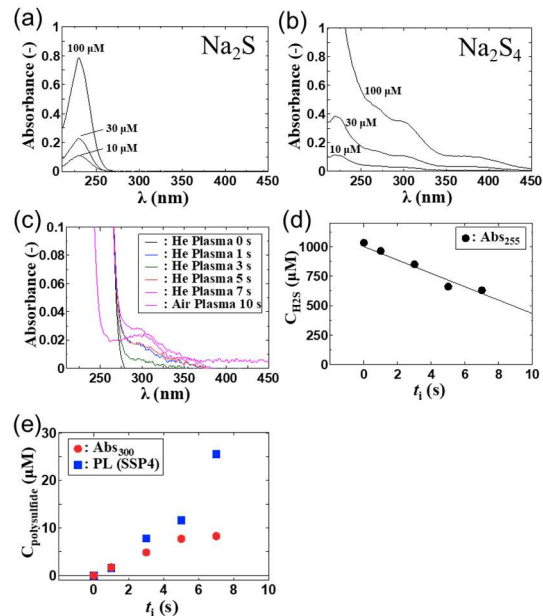 (a)
Na₂S
100 μM
30 μM
10 μM
Absorbance (-)
0
0.2
0.4
0.6
0.8
1
250 300 350 400 450
λ (nm)
(b)
Na₂S₄
100 μM
30 μM
10 μM
Absorbance (-)
0
0.2
0.4
0.6
0.8
1
250 300 350 400 450
λ (nm)
(c)
: He Plasma 0 s
: He Plasma 1 s
: He Plasma 3 s
: He Plasma 5 s
: He Plasma 7 s
: Air Plasma 10 s
Absorbance (-)
0
0.02
0.04
0.06
0.08
0.1
250 300 350 400 450
λ (nm)
(d)
: Abs₂₅₅
C_H2S (μM)
0
250
500
750
1000
0 2 4 6 8 10
tᵢ (s)
(e)
: Abs₃₀₀
: PL (SSP4)
C_polysulfide (μM)
0
10
20
30
0 2 4 6 8 10
tᵢ (s)